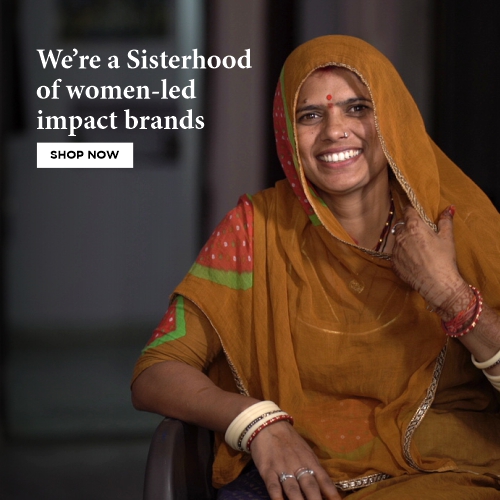 We’re a Sisterhood
of women-led
impact brands
SHOP NOW